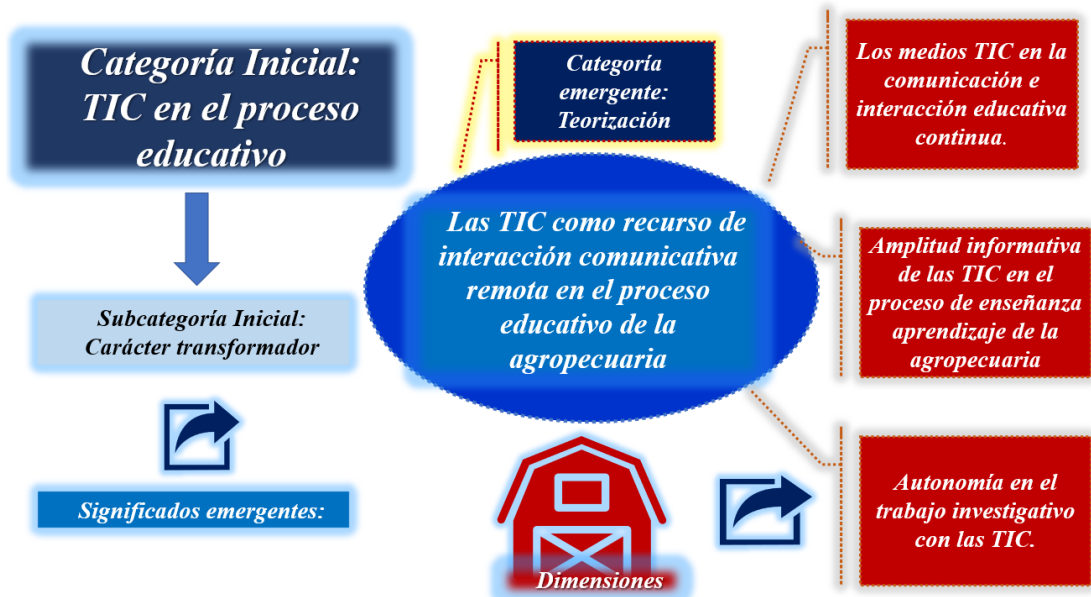 Categoría Inicial:
TIC en el proceso
educativo
Subcategoría Inicial:
Carácter transformador
Significados emergentes:
Categoría
emergente:
Teorización
Las TIC como recurso de
interacción comunicativa
remota en el proceso
educativo de la
agropecuaria
Dimensiones
Los medios TIC en la
comunicación e
interacción educativa
continua.
Amplitud informativa
de las TIC en el
proceso de enseñanza
aprendizaje de la
agropecuaria
Autonomía en el
trabajo investigativo
con las TIC.